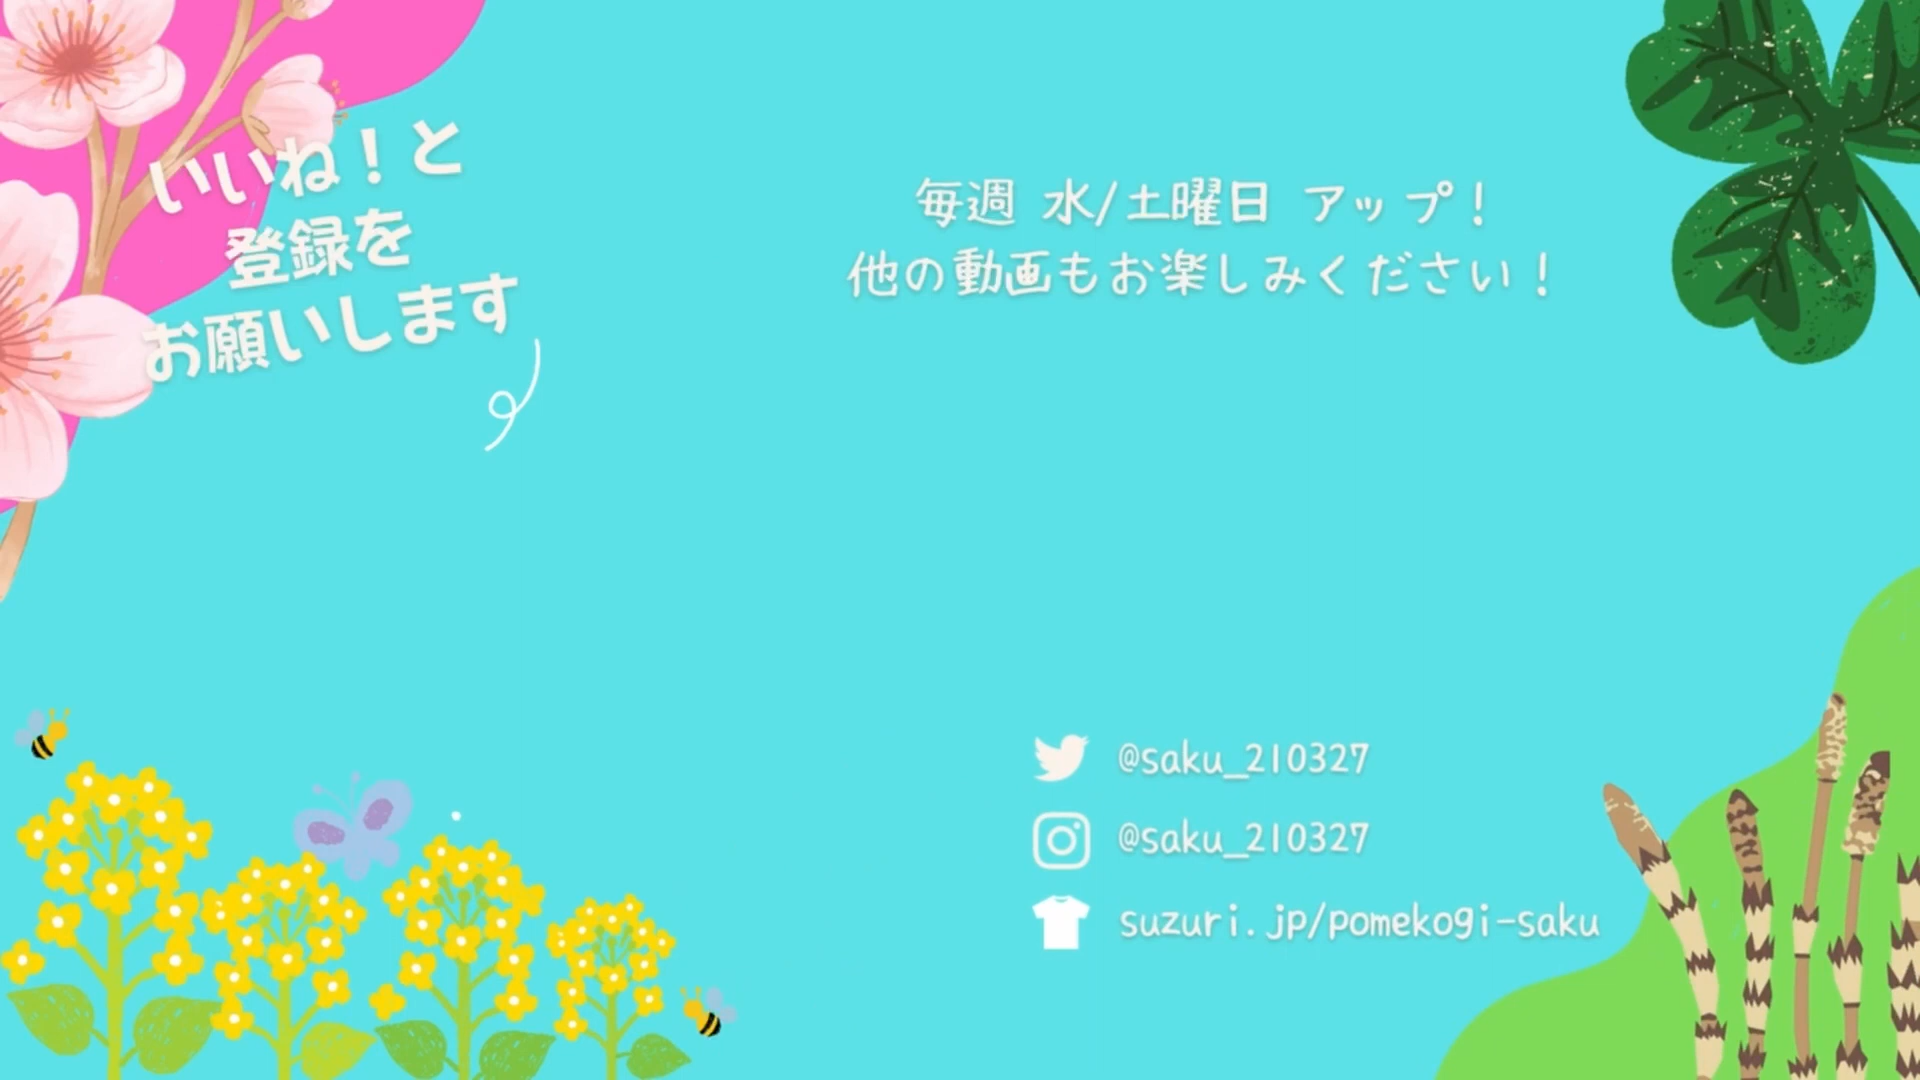 いいね！と
登録を
お願いします
毎週 水/土曜日 アップ！
他の動画もお楽しみください！
@saku_210327
@saku_210327
suzuri.jp/pomekogi-saku